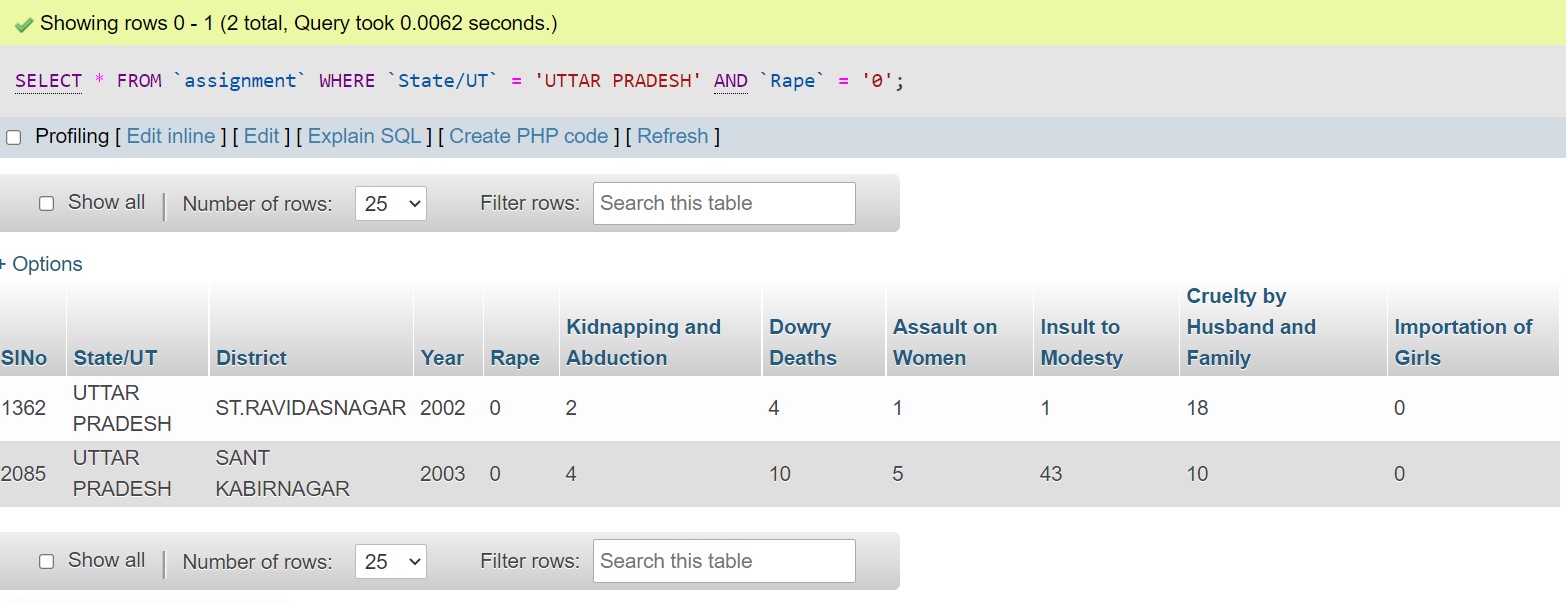 Showing rows 0 - 1 (2 total, Query took 0.0062 seconds.)
SELECT * FROM `assignment` WHERE `State/UT` = 'UTTAR PRADESH' AND `Rape` = '0';
Profiling [ Edit inline ] [ Edit ] [ Explain SQL ] [ Create PHP code ] [ Refresh ]
Show all Number of rows: 25 Filter rows: Search this table
+ Options
SlNo State/UT District Year Rape Kidnapping and Abduction Dowry Deaths Assault on Women Insult to Modesty Cruelty by Husband and Family Importation of Girls
1362 UTTAR PRADESH ST.RAVIDASNAGAR 2002 0 2 4 1 1 18 0
2085 UTTAR PRADESH SANT KABIRNAGAR 2003 0 4 10 5 43 10 0
Show all Number of rows: 25 Filter rows: Search this table